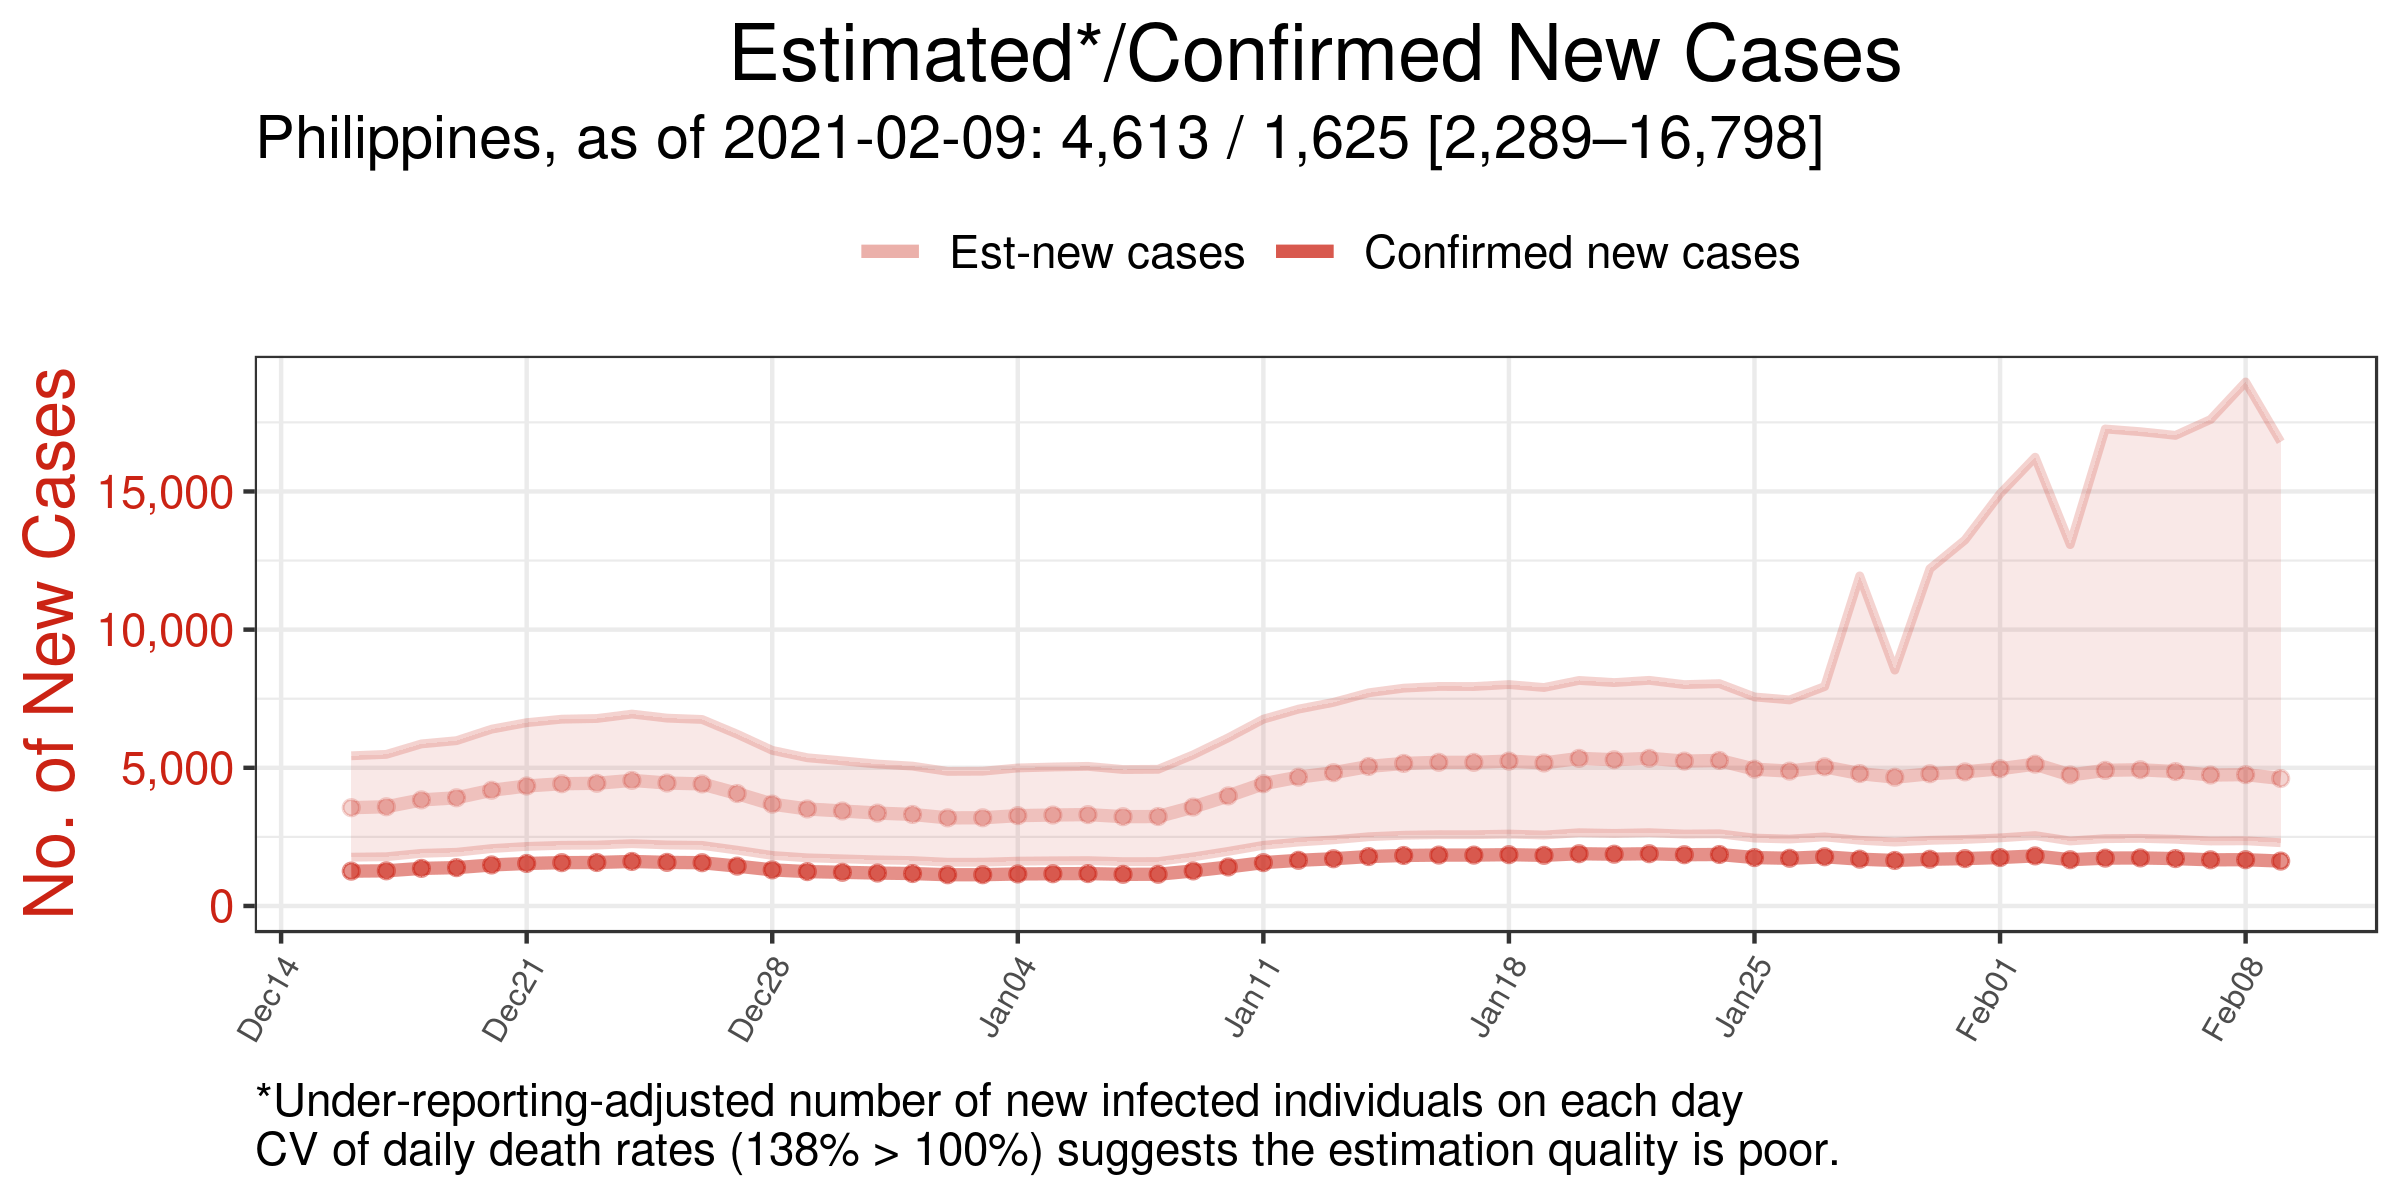 Estimated*/Confirmed New Cases
Philippines, as of 2021-02-09: 4,613 / 1,625 [2,289–16,798]
Est-new cases
Confirmed new cases
No. of New Cases
15,000
10,000
5,000
0
Dec14
Dec21
Dec28
Jan04
Jan11
Jan18
Jan25
Feb01
Feb08
*Under-reporting-adjusted number of new infected individuals on each day
CV of daily death rates (138% > 100%) suggests the estimation quality is poor.